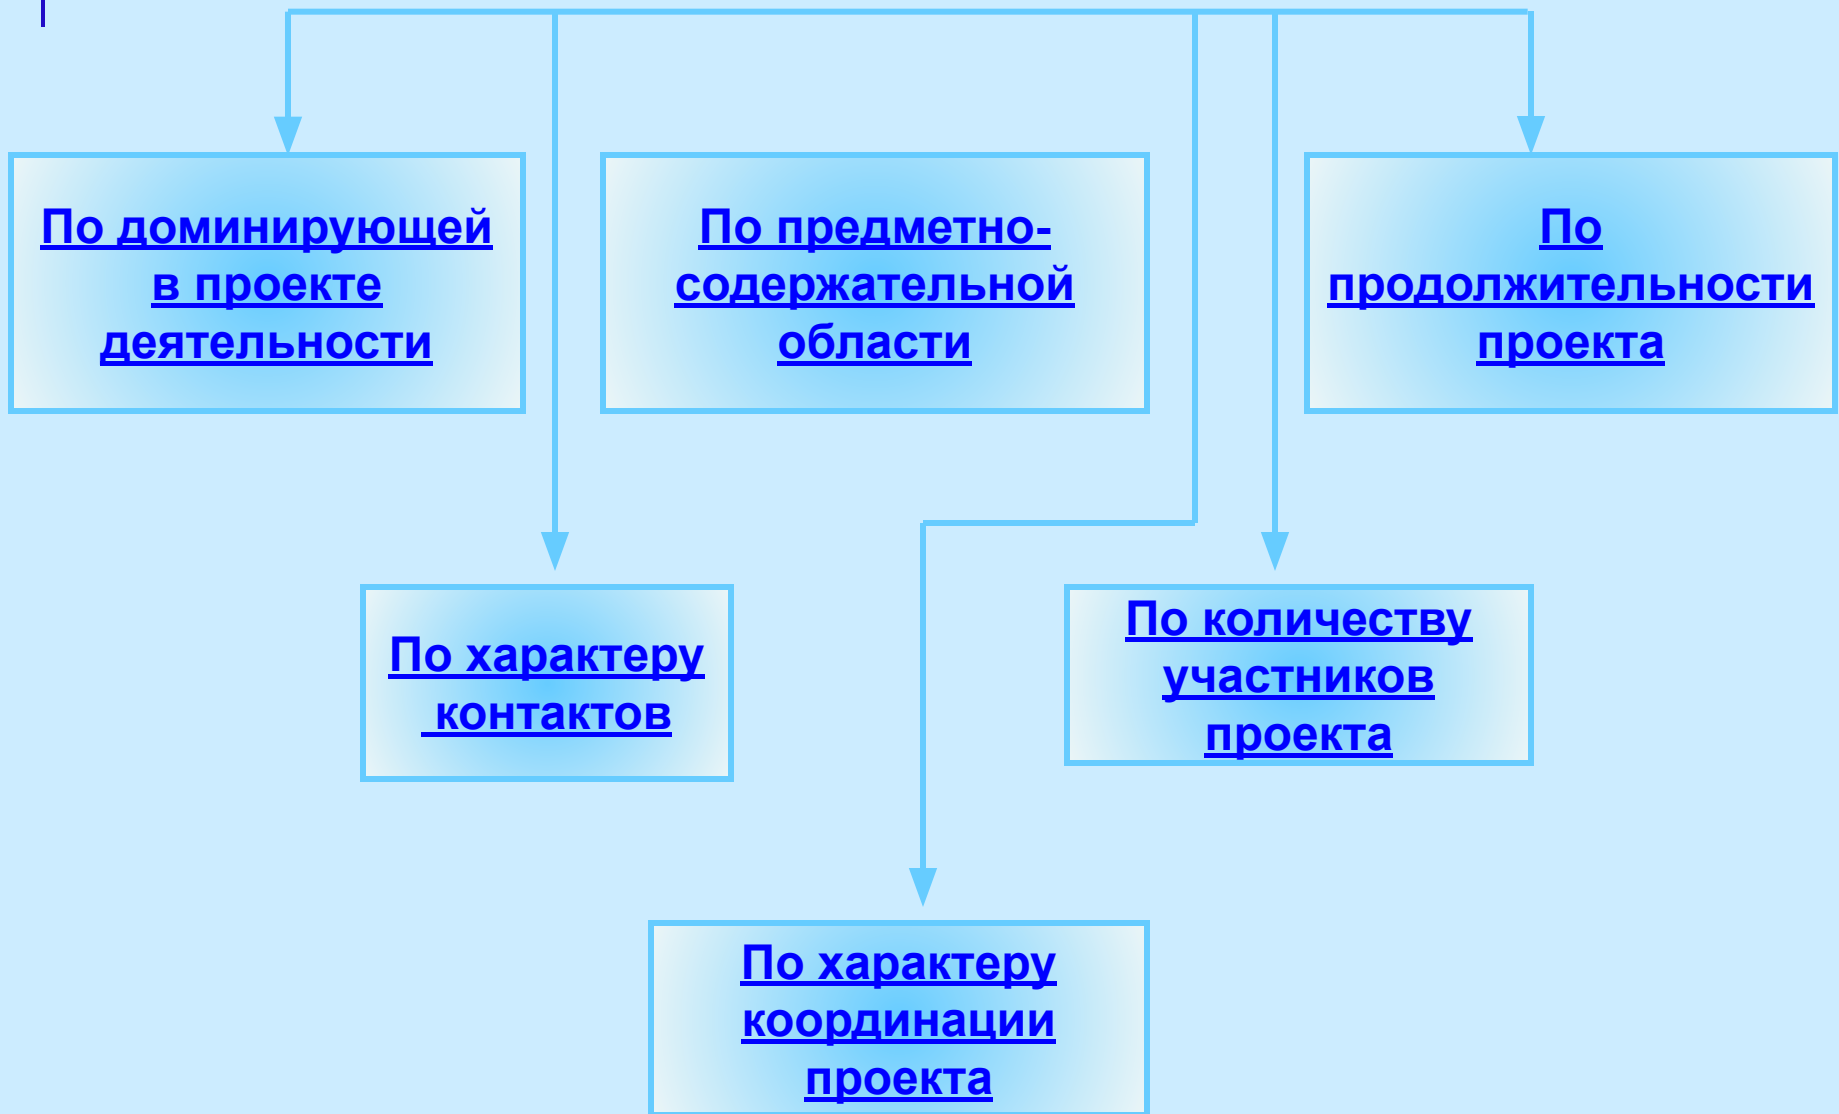 По доминирующей
в проекте
деятельности
По предметно-
содержательной
области
По
продолжительности
проекта
По характеру
контактов
По количеству
участников
проекта
По характеру
координации
проекта